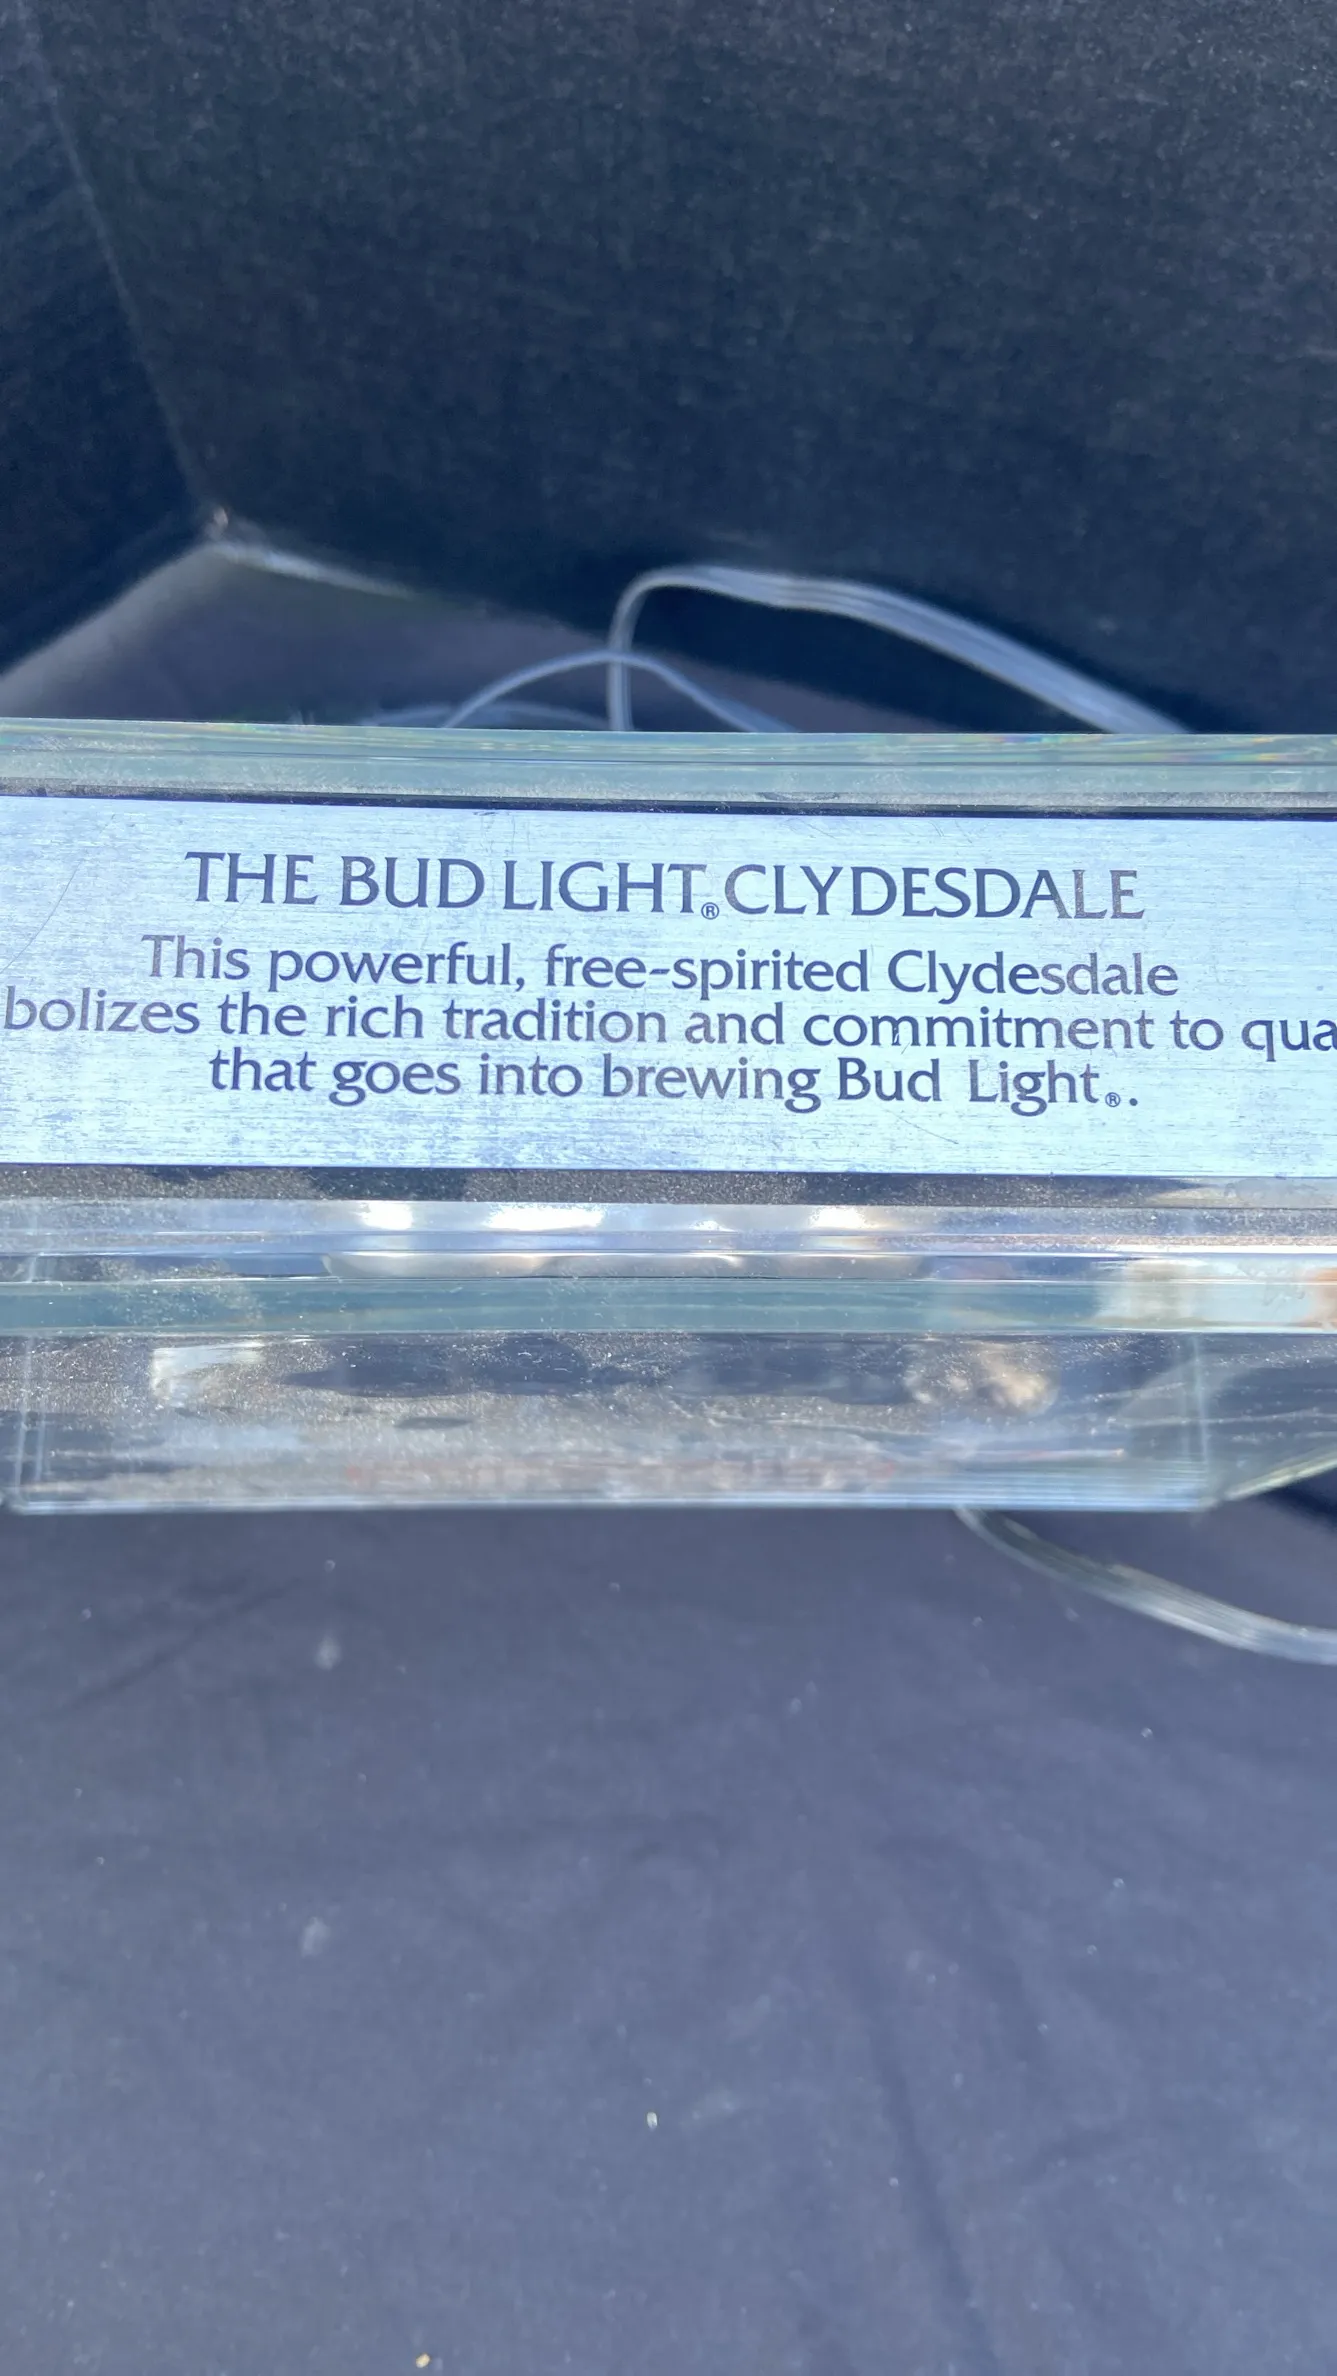 THE BUD LIGHT® CLYDESDALE
This powerful, free-spirited Clydesdale
bolizes the rich tradition and commitment to qua
that goes into brewing Bud Light®.